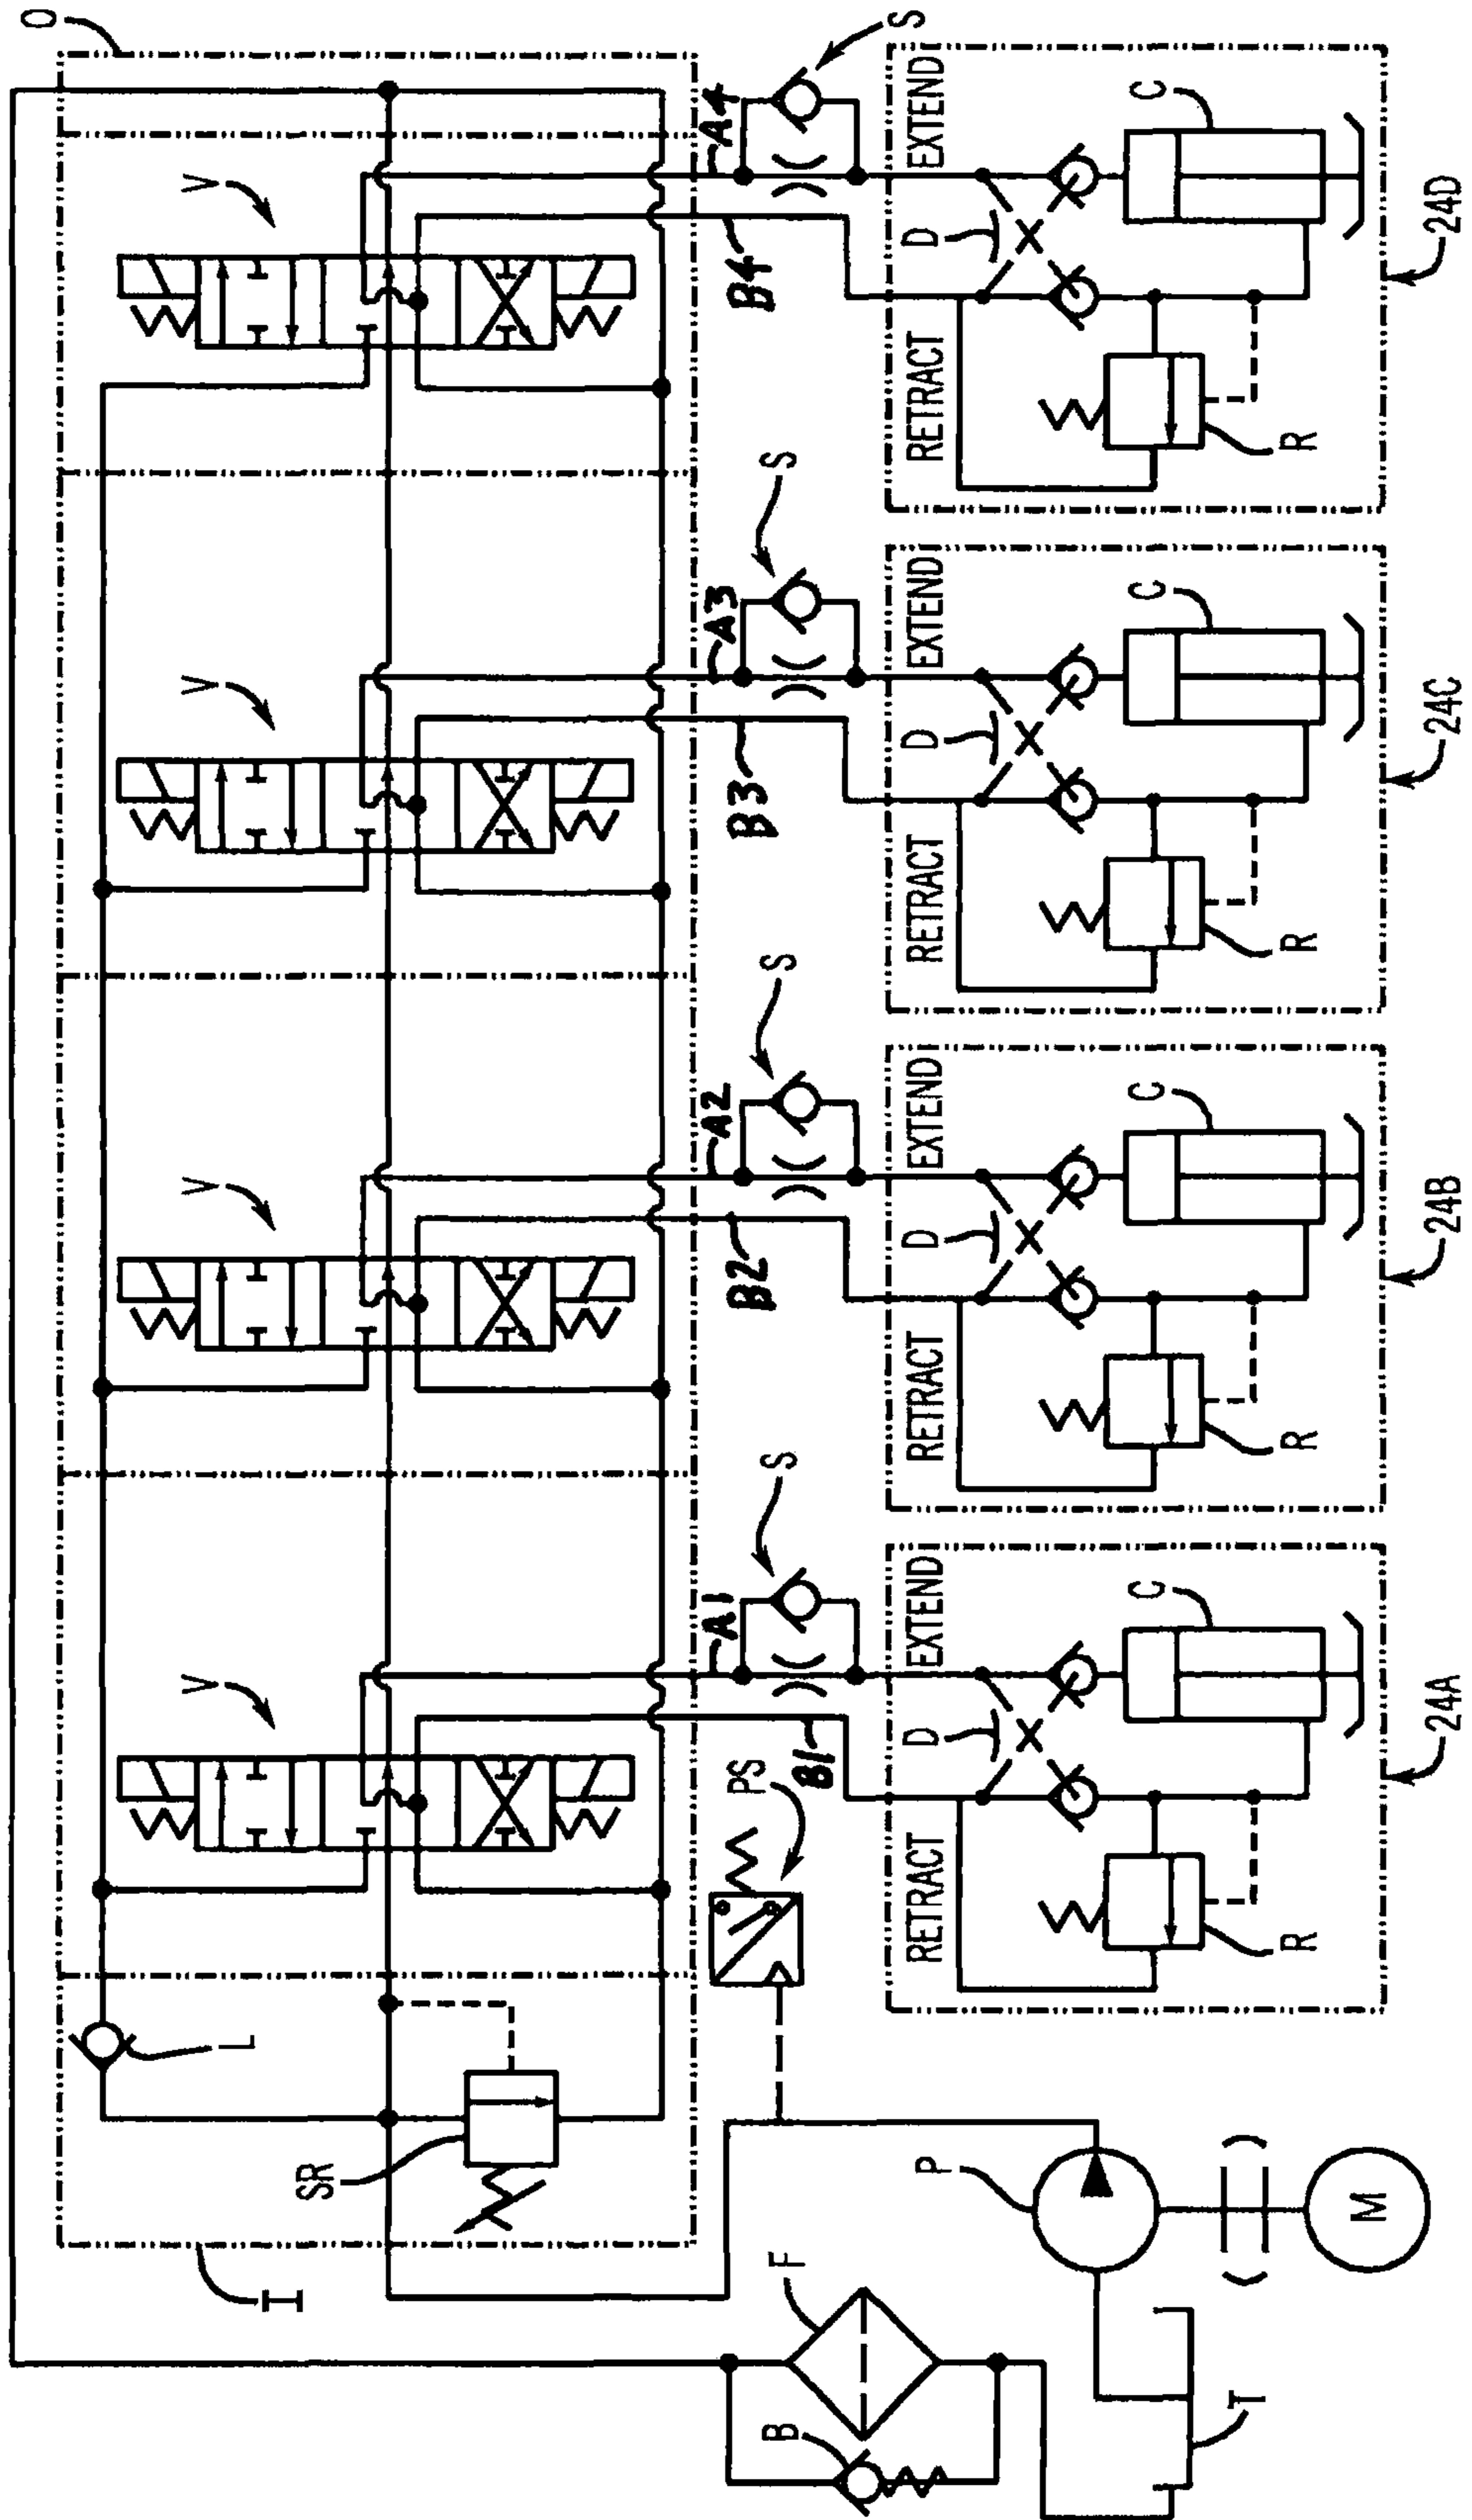 O
V
V
V
V
L
I
SR
A1
A2
A3
A4
PS
B2
B3
B4
B
F
S
S
S
B1
S
P
RETRACT
D
EXTEND
RETRACT
D
EXTEND
RETRACT
D
EXTEND
RETRACT
D
EXTEND
C
C
C
C
T
R
R
R
R
M
24A
24B
24C
24D